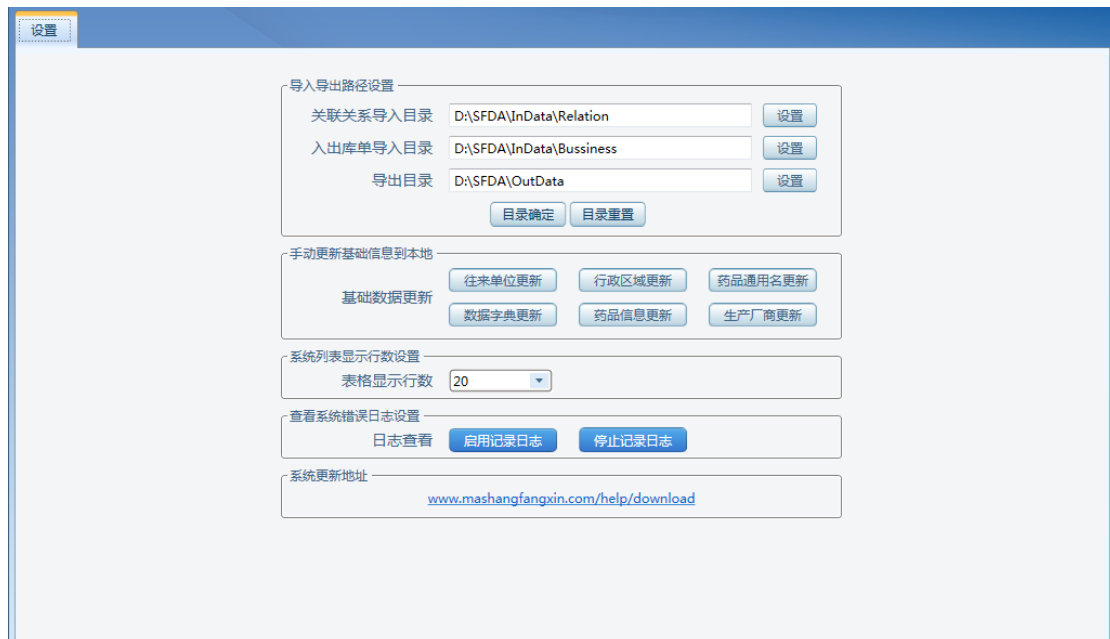 设置
导入导出路径设置
关联关系导入目录 D:\SFDA\InData\Relation 设置
入出库单导入目录 D:\SFDA\InData\Bussiness 设置
导出目录 D:\SFDA\OutData 设置
目录确定 目录重置
手动更新基础信息到本地
往来单位更新 行政区域更新 药品通用名更新
基础数据更新
数据字典更新 药品信息更新 生产厂商更新
系统列表显示行数设置
表格显示行数 20
查看系统错误日志设置
日志查看 启用记录日志 停止记录日志
系统更新地址
www.mashangfangxin.com/help/download